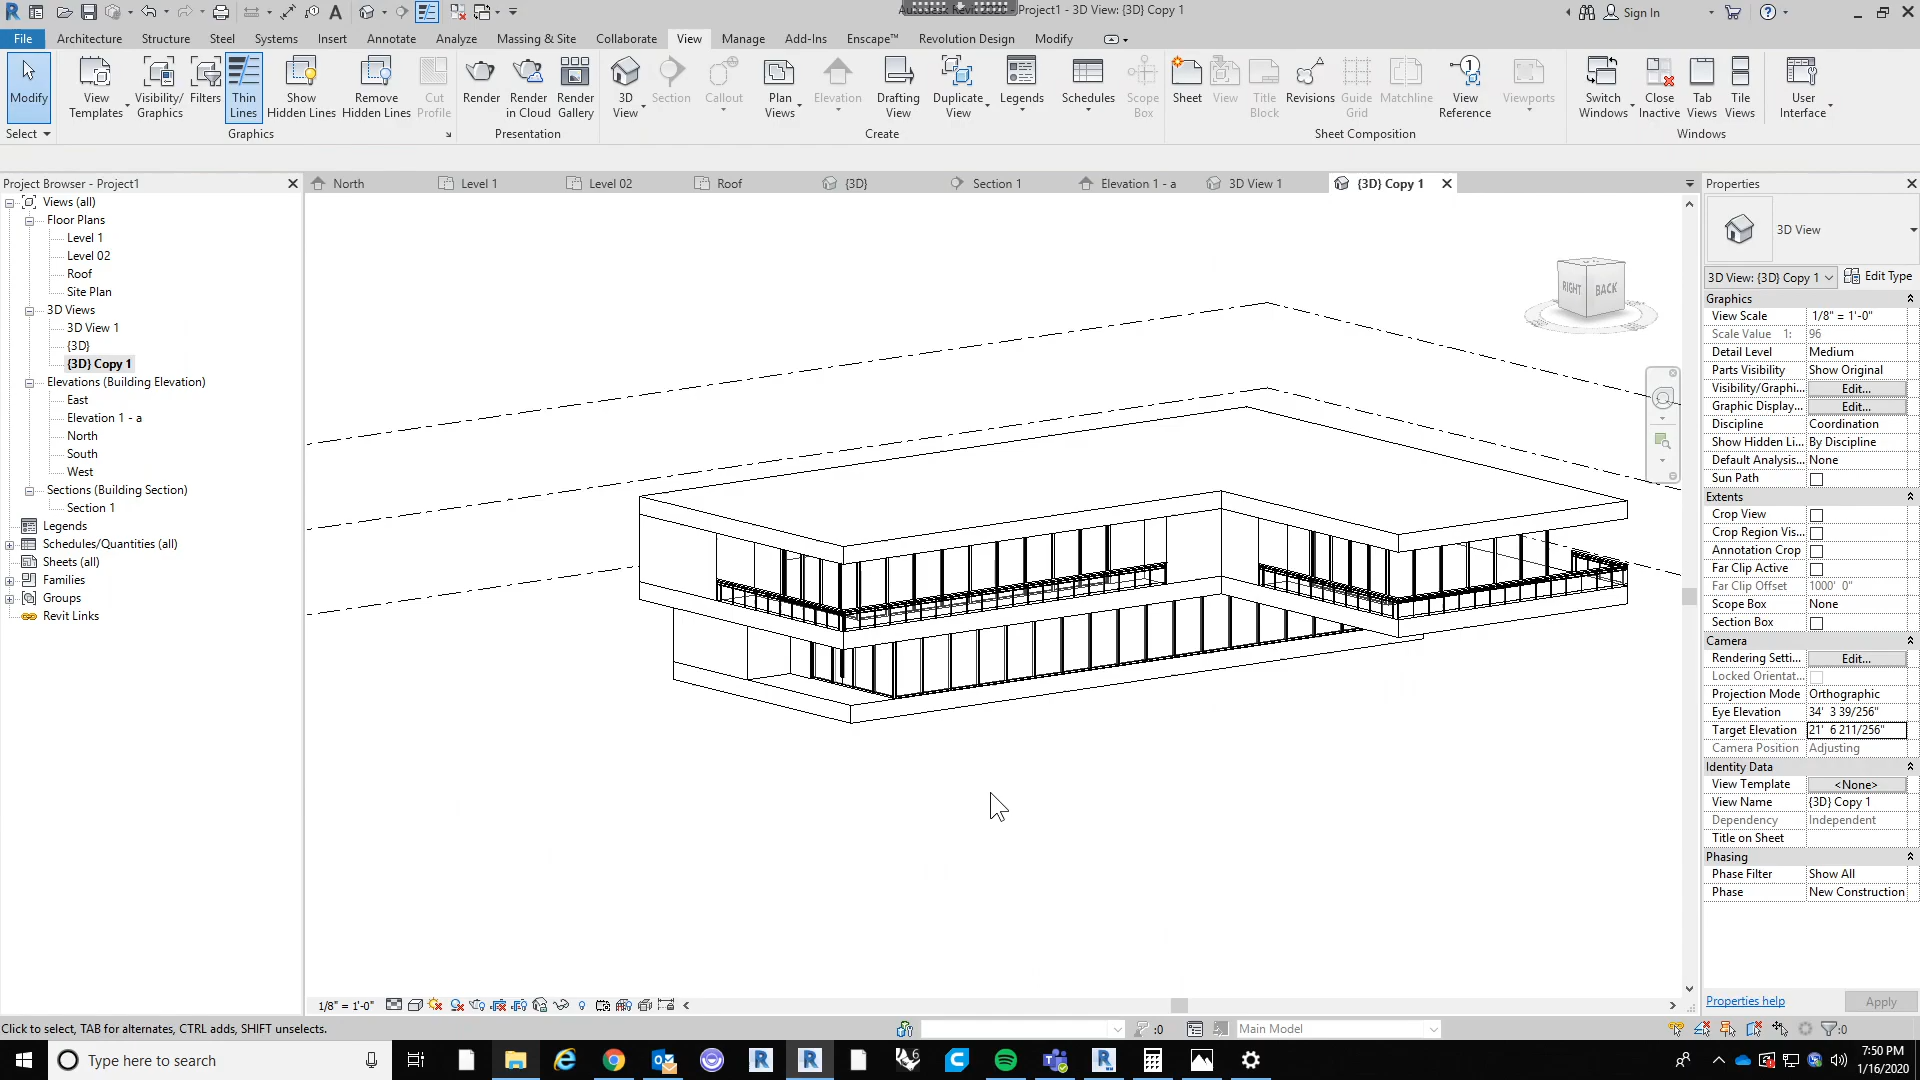 Project1 - 3D View: {3D} Copy 1
Sign In
File Architecture Structure Steel Systems Insert Annotate Analyze Massing & Site Collaborate View Manage Add-Ins Enscape™ Revolution Design Modify
Modify
View Templates
Visibility/ Graphics
Filters
Thin Lines
Show Hidden Lines
Remove Hidden Lines
Cut Profile
Render
Render in Cloud
Render Gallery
3D View
Section
Callout
Plan Views
Elevation
Drafting View
Duplicate View
Legends
Schedules
Scope Box
Sheet
View
Title Block
Revisions
Guide Grid
Matchline
View Reference
Viewports
Switch Windows
Close Inactive
Tab Views
Tile Views
User Interface
Select Graphics Presentation Create Sheet Composition Windows
Project Browser - Project1
Views (all)
Floor Plans
Level 1
Level 02
Roof
Site Plan
3D Views
3D View 1
{3D}
{3D} Copy 1
Elevations (Building Elevation)
East
Elevation 1 - a
North
South
West
Sections (Building Section)
Section 1
Legends
Schedules/Quantities (all)
Sheets (all)
Families
Groups
Revit Links
North Level 1 Level 02 Roof {3D} Section 1 Elevation 1 - a 3D View 1 {3D} Copy 1
RIGHT BACK
Properties
3D View
3D View: {3D} Copy 1 Edit Type
Graphics
View Scale 1/8" = 1'-0"
Scale Value 1: 96
Detail Level Medium
Parts Visibility Show Original
Visibility/Graphi... Edit...
Graphic Display... Edit...
Discipline Coordination
Show Hidden Li... By Discipline
Default Analysis... None
Sun Path
Extents
Crop View
Crop Region Vis...
Annotation Crop
Far Clip Active
Far Clip Offset 1000' 0"
Scope Box None
Section Box
Camera
Rendering Setti... Edit...
Locked Orientat...
Projection Mode Orthographic
Eye Elevation 34' 3 39/256"
Target Elevation 21' 6 211/256"
Camera Position Adjusting
Identity Data
View Template <None>
View Name {3D} Copy 1
Dependency Independent
Title on Sheet
Phasing
Phase Filter Show All
Phase New Construction
Properties help Apply
1/8" = 1'-0"
Click to select, TAB for alternates, CTRL adds, SHIFT unselects.
:0
Main Model
:0
Type here to search
7:50 PM
1/16/2020